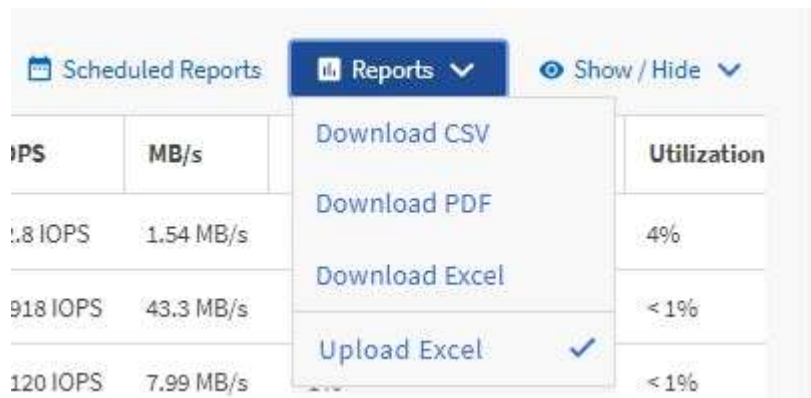 Scheduled Reports Reports Show / Hide
MB/s Utilization
Download CSV
Download PDF
.8 IOPS 1.54 MB/s 4%
Download Excel
918 IOPS 43.3 MB/s < 1%
Upload Excel
120 IOPS 7.99 MB/s < 1%